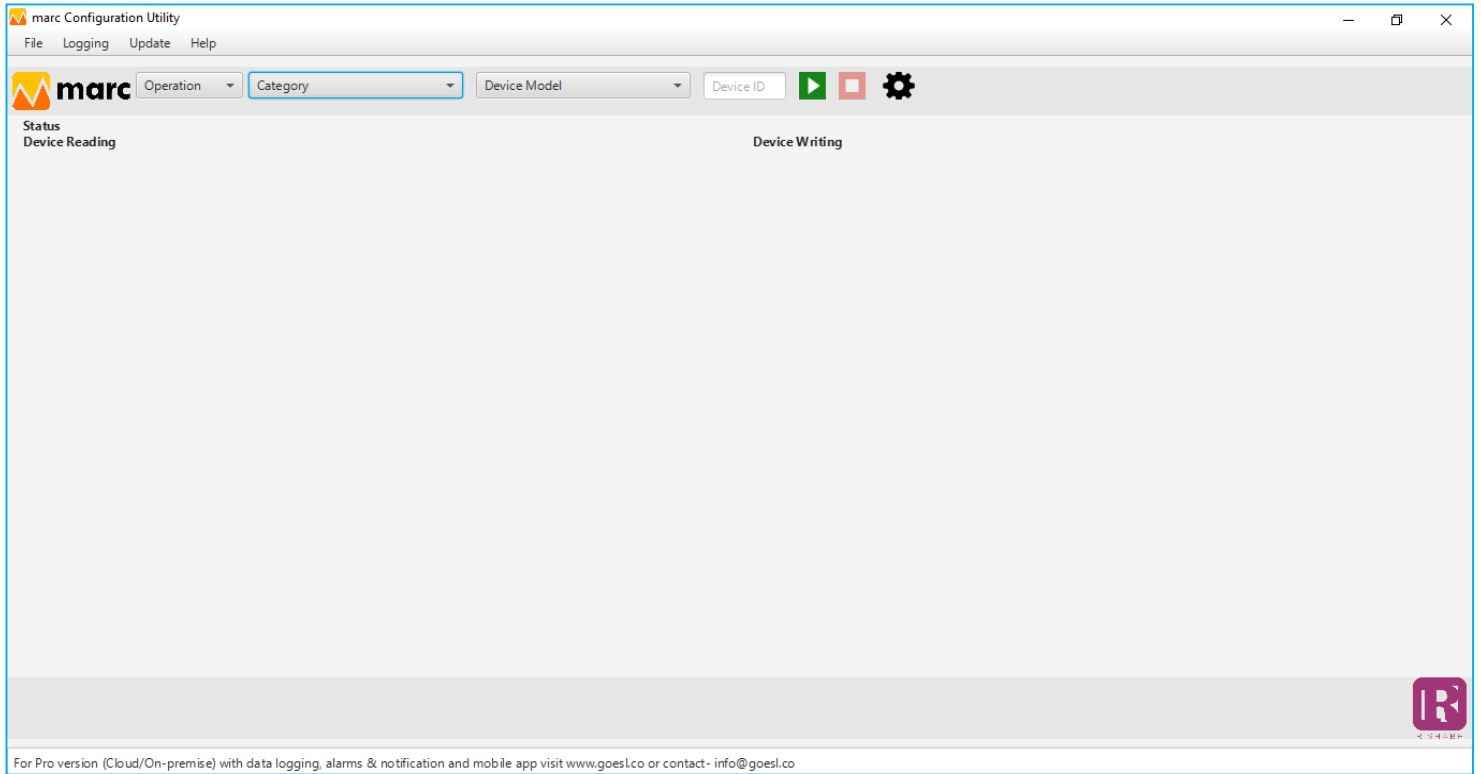 marc Configuration Utility
File Logging Update Help
marc Operation Category Device Model Device ID
Status
Device Reading Device Writing
R
For Pro version (Cloud/On-premise) with data logging, alarms & notification and mobile app visit www.goesl.co or contact- info@goesl.co